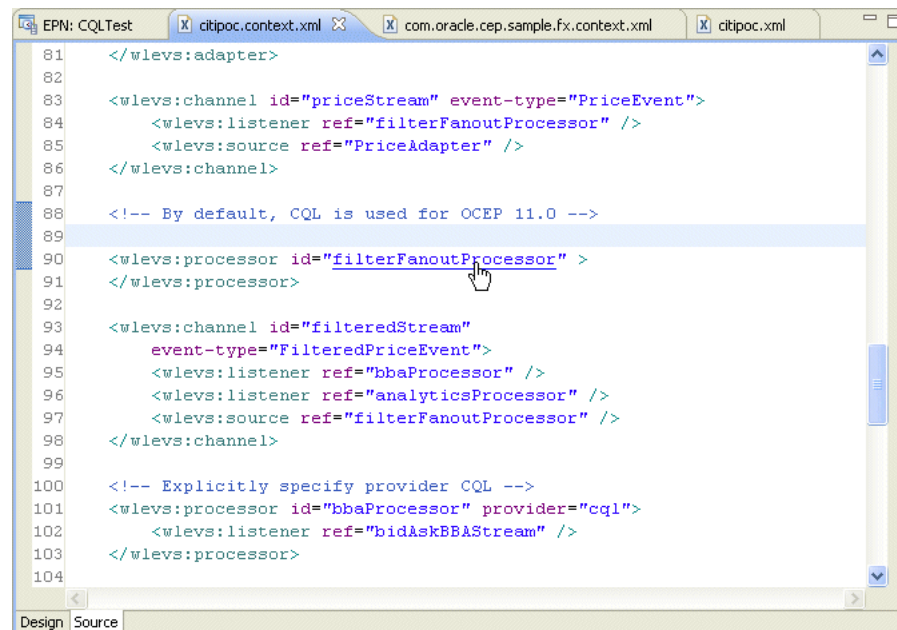 EPN: CQLTest citipoc.context.xml com.oracle.cep.sample.fx.context.xml citipoc.xml
81 </wlevs:adapter>
82
83 <wlevs:channel id="priceStream" event-type="PriceEvent">
84 <wlevs:listener ref="filterFanoutProcessor" />
85 <wlevs:source ref="PriceAdapter" />
86 </wlevs:channel>
87
88 <!-- By default, CQL is used for OCEP 11.0 -->
89
90 <wlevs:processor id="filterFanoutProcessor" >
91 </wlevs:processor>
92
93 <wlevs:channel id="filteredStream"
94 event-type="FilteredPriceEvent">
95 <wlevs:listener ref="bbaProcessor" />
96 <wlevs:listener ref="analyticsProcessor" />
97 <wlevs:source ref="filterFanoutProcessor" />
98 </wlevs:channel>
99
100 <!-- Explicitly specify provider CQL -->
101 <wlevs:processor id="bbaProcessor" provider="cql">
102 <wlevs:listener ref="bidAskBBAStream" />
103 </wlevs:processor>
104
Design Source